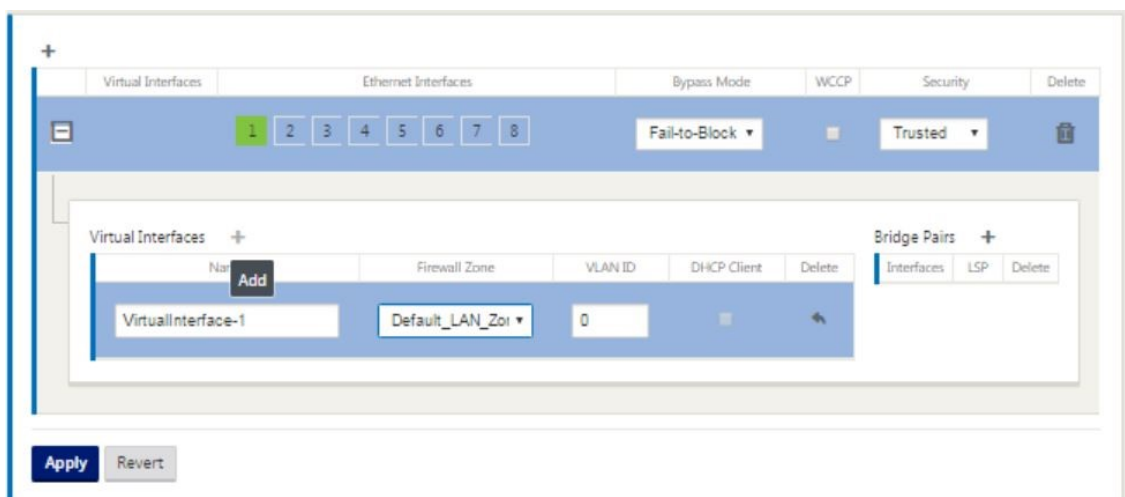 +
Virtual Interfaces Ethernet Interfaces Bypass Mode WCCP Security Delete
1 2 3 4 5 6 7 8 Fail-to-Block Trusted
Virtual Interfaces + Bridge Pairs +
Firewall Zone VLAN ID DHCP Client Delete Interfaces LSP Delete
Add
VirtualInterface-1 Default_LAN_Zor 0
Apply Revert